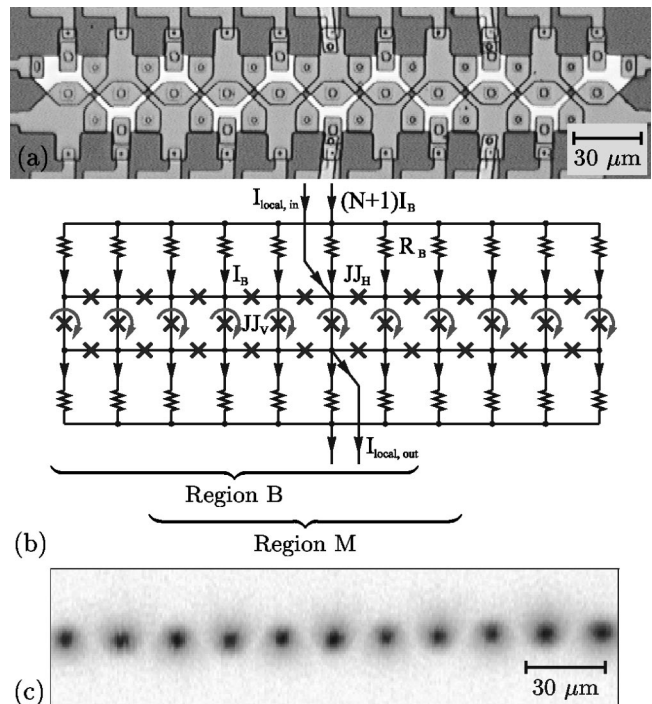 (a)
30 μm
I_local, in
(N+1)I_B
R_B
I_B
JJ_H
JJ_V
I_local, out
Region B
(b)
Region M
(c)
30 μm